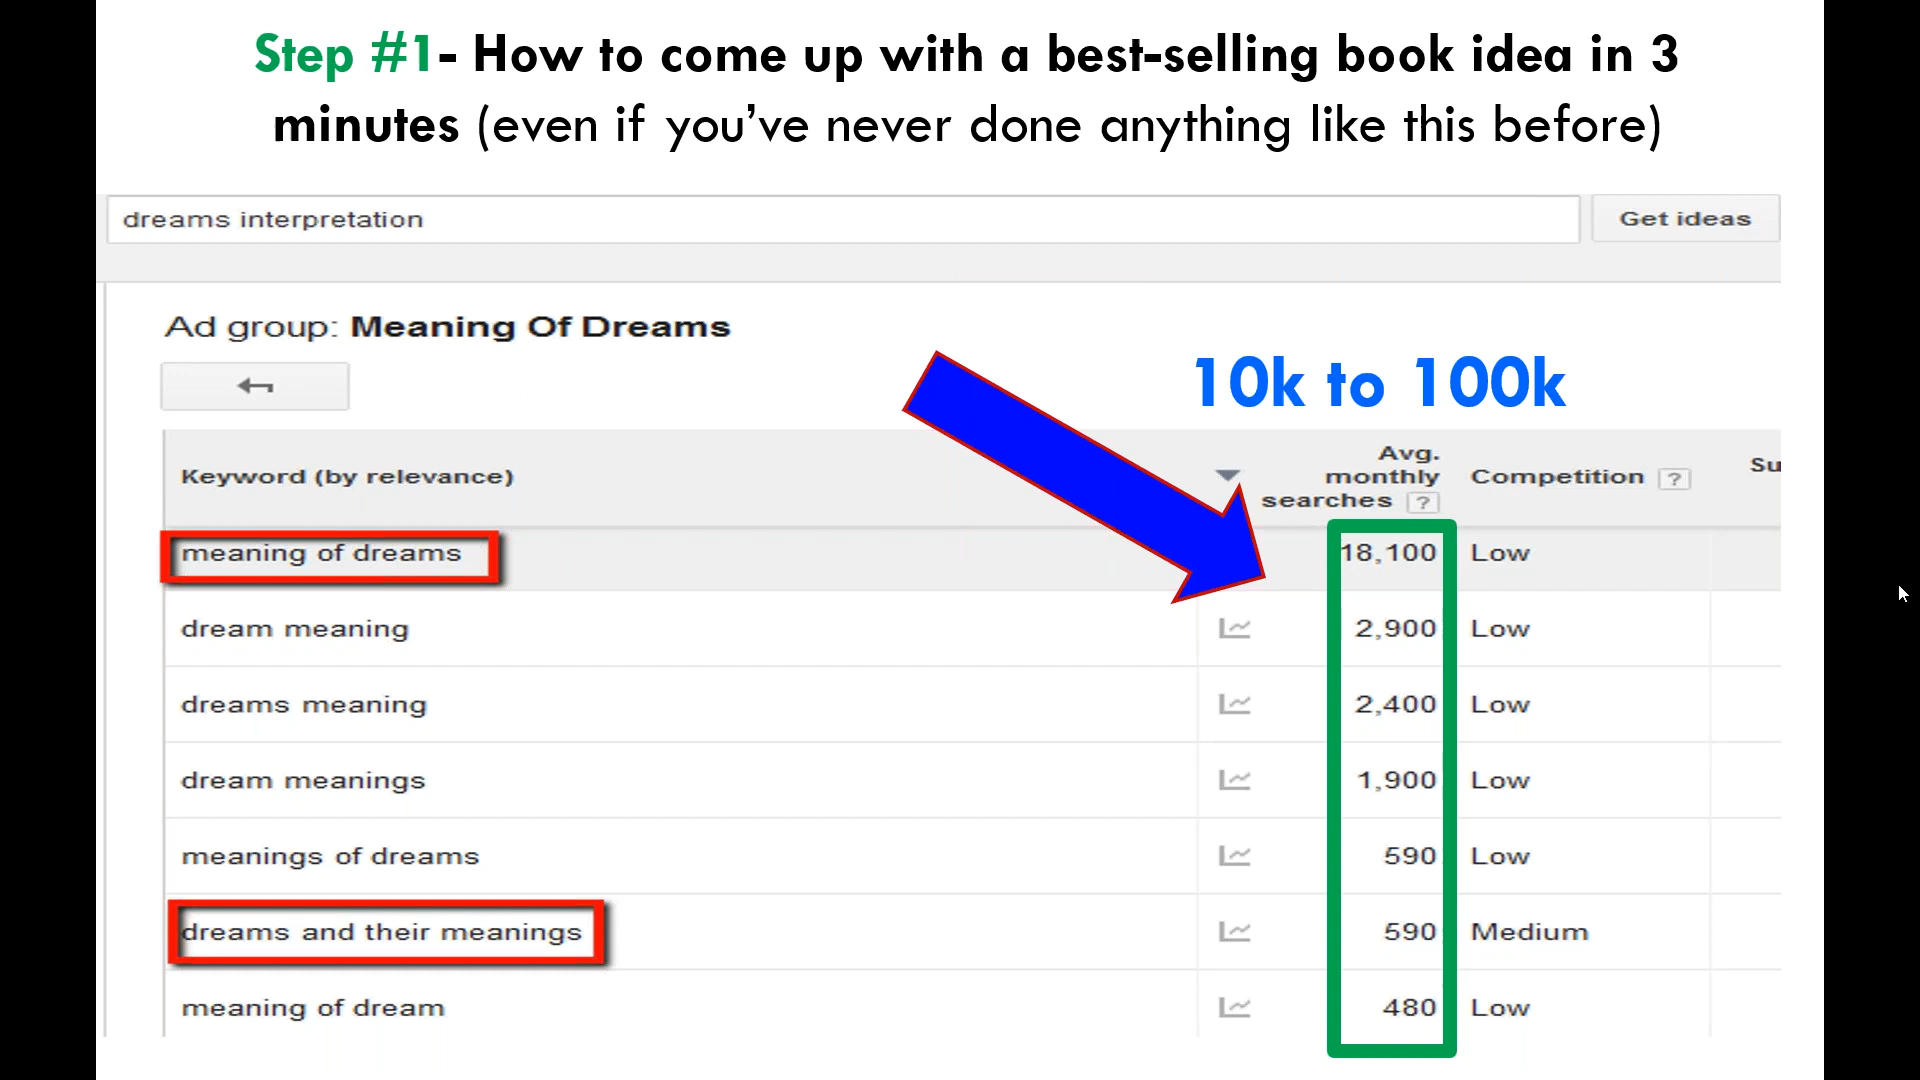 Step #1- How to come up with a best-selling book idea in 3
minutes (even if you’ve never done anything like this before)
dreams interpretation
Get ideas
Ad group: Meaning Of Dreams
10k to 100k
Keyword (by relevance)
Avg.
monthly
searches ?
Competition ?
Su
meaning of dreams 18,100 Low
dream meaning 2,900 Low
dreams meaning 2,400 Low
dream meanings 1,900 Low
meanings of dreams 590 Low
dreams and their meanings 590 Medium
meaning of dream 480 Low